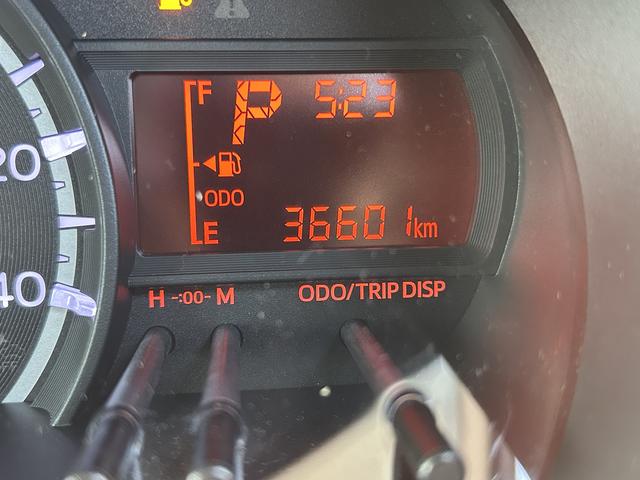 F
P 5:23
20
ODO
E 36601km
40
H -:00- M ODO/TRIP DISP